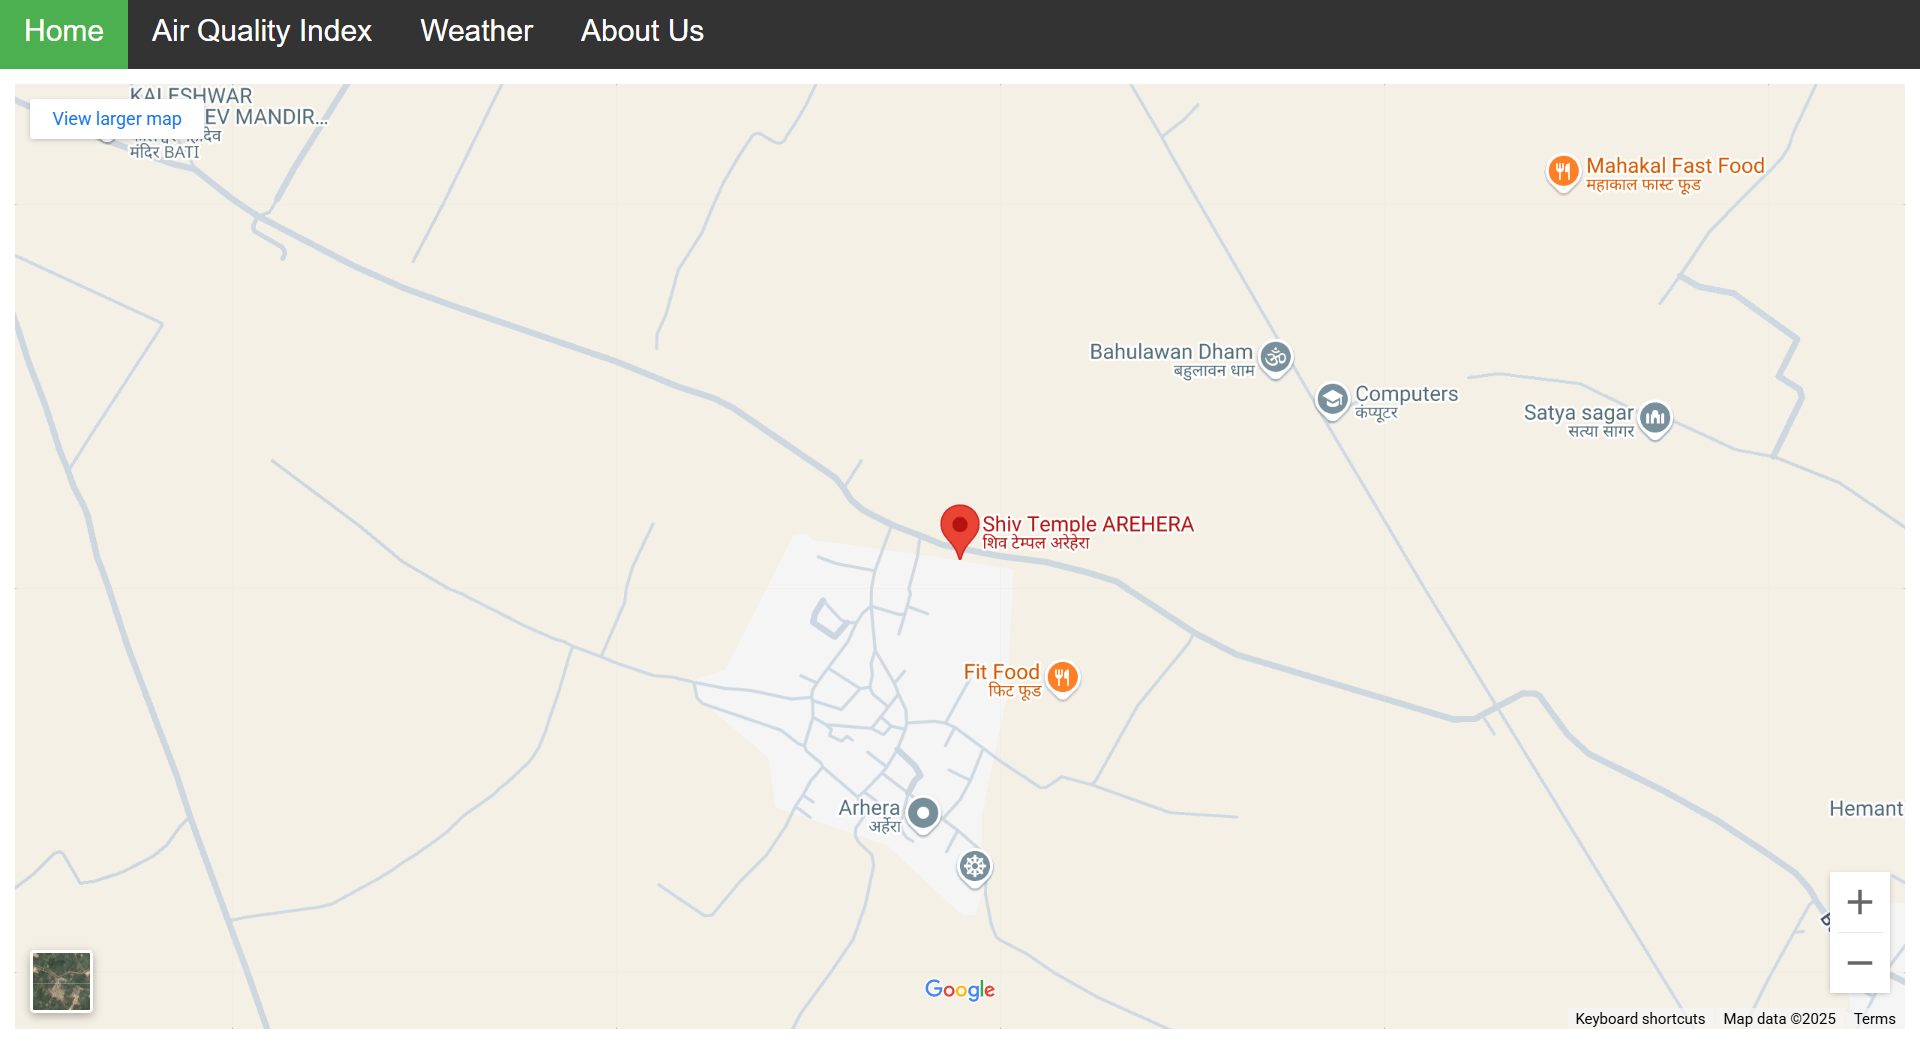 Home Air Quality Index Weather About Us
KALESHWAR
EV MANDIR...
View larger map
मंदिर BATI
Mahakal Fast Food
महाकाल फास्ट फूड
Bahulawan Dham
बहुलावन धाम
Computers
कंप्यूटर
Satya sagar
सत्या सागर
Shiv Temple AREHERA
शिव टेम्पल अरेहेरा
Fit Food
फिट फूड
Arhera
अर्हेरा
Hemant
Google
Keyboard shortcuts Map data ©2025 Terms